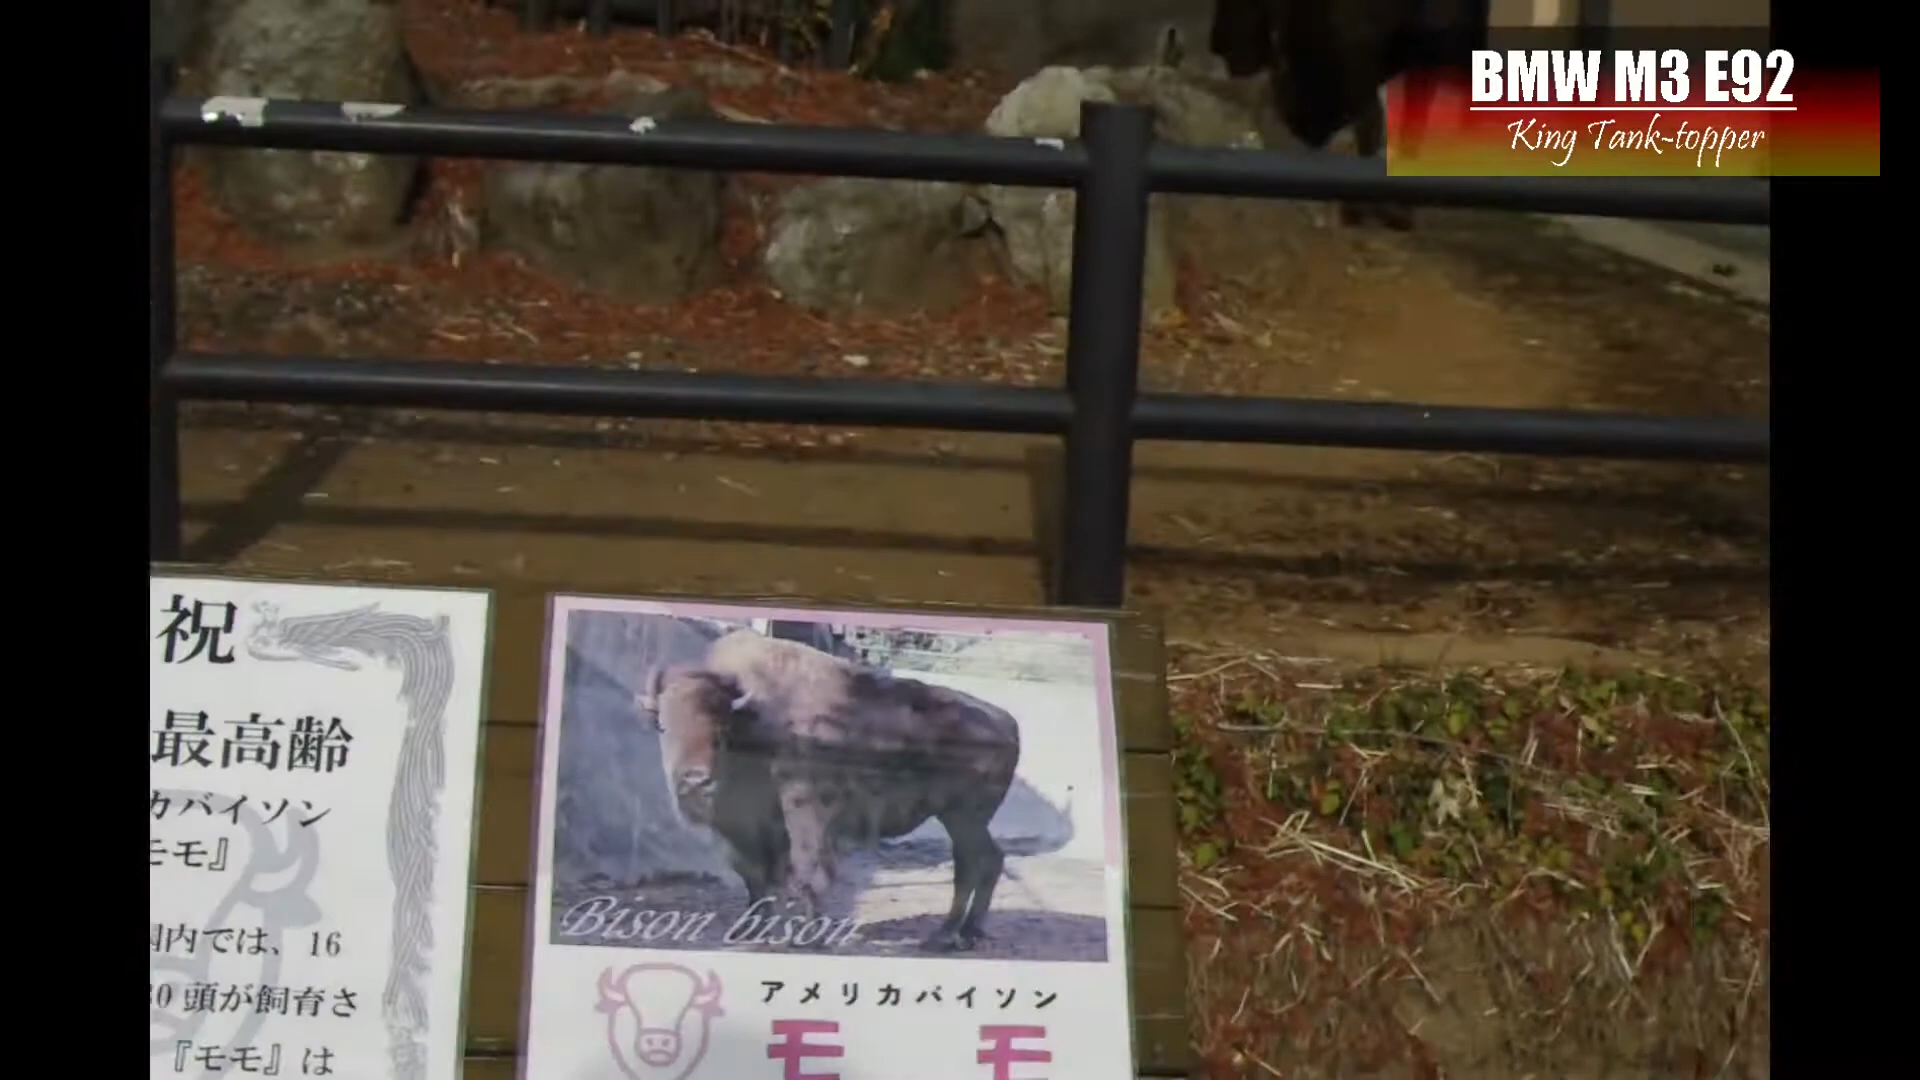 BMW M3 E92
King Tank-topper
祝
最高齢
カバイソン
モモ』
国内では、16
30 頭が飼育さ
『モモ』は
Bison bison
アメリカバイソン
モモ